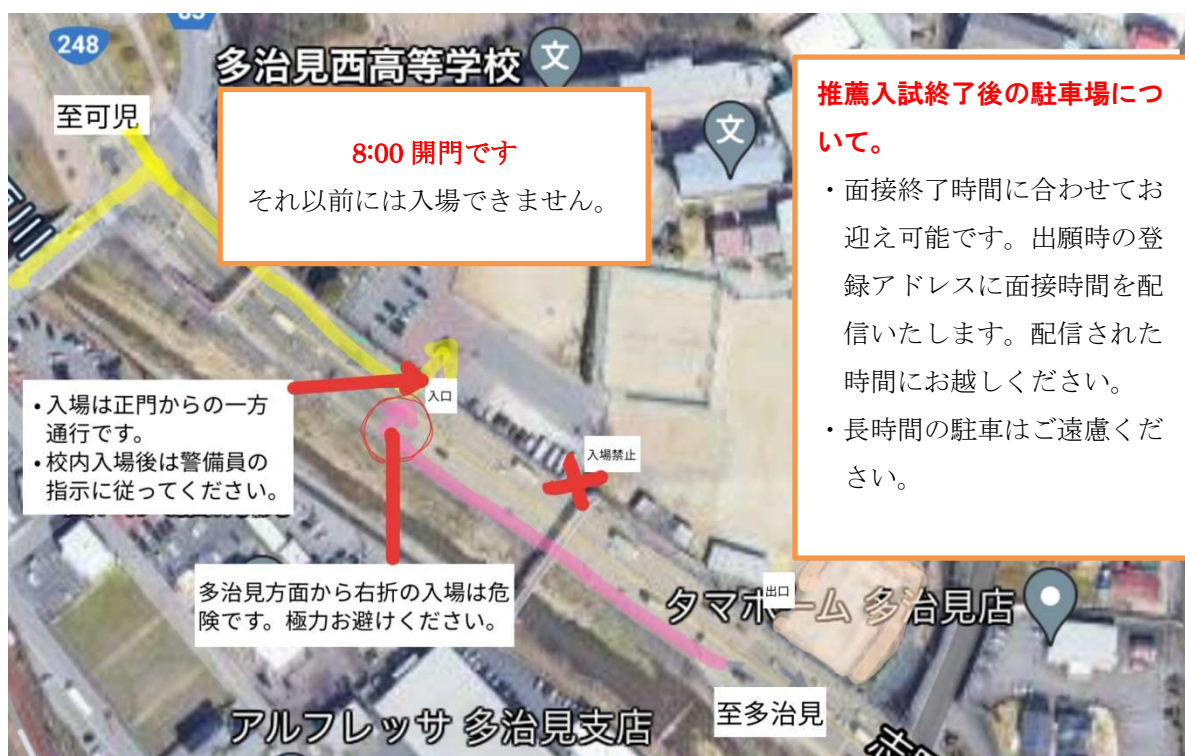 248
多治見西高等学校
文
至可児
文
8:00 開門です
それ以前には入場できません。
推薦入試終了後の駐車場につ
いて。
・面接終了時間に合わせてお
迎え可能です。出願時の登
録アドレスに面接時間を配
信いたします。配信された
時間にお越しください。
・長時間の駐車はご遠慮くだ
さい。
• 入場は正門からの一方
通行です。
• 校内入場後は警備員の
指示に従ってください。
入口
入場禁止
多治見方面から右折の入場は危
険です。極力お避けください。
出口
タマホーム 多治見店
至多治見
アルフレッサ 多治見支店